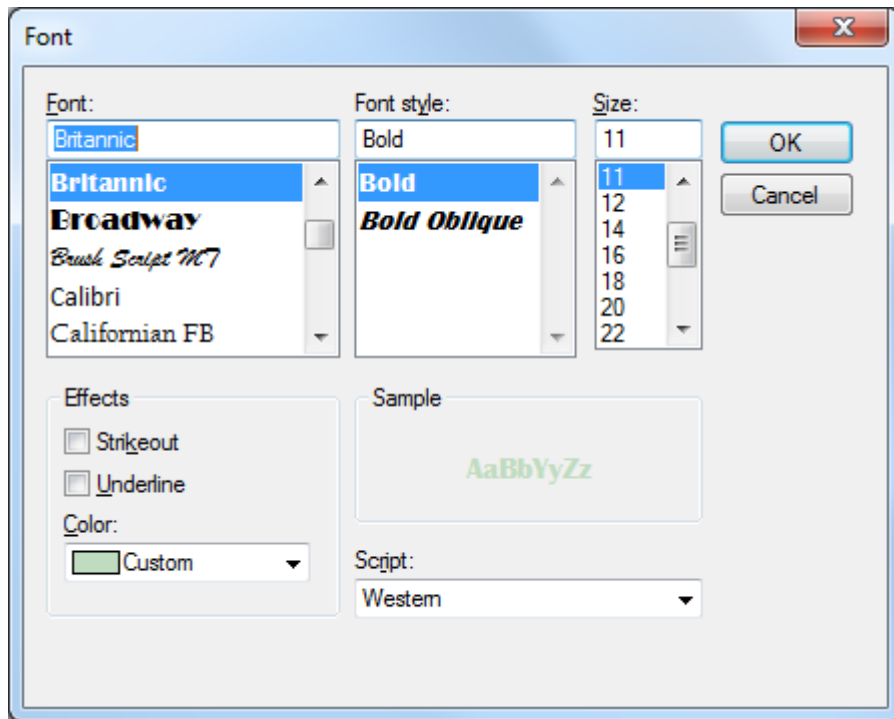 Font
Font: Font style: Size:
Britannic Bold 11 OK
Britannic Bold 11 Cancel
Broadway Bold Oblique 12
Brush Script MT 14
Calibri 16
Californian FB 18
20
22
Effects Sample
Strikeout
AaBbYyZz
Underline
Color:
Custom Script:
Western